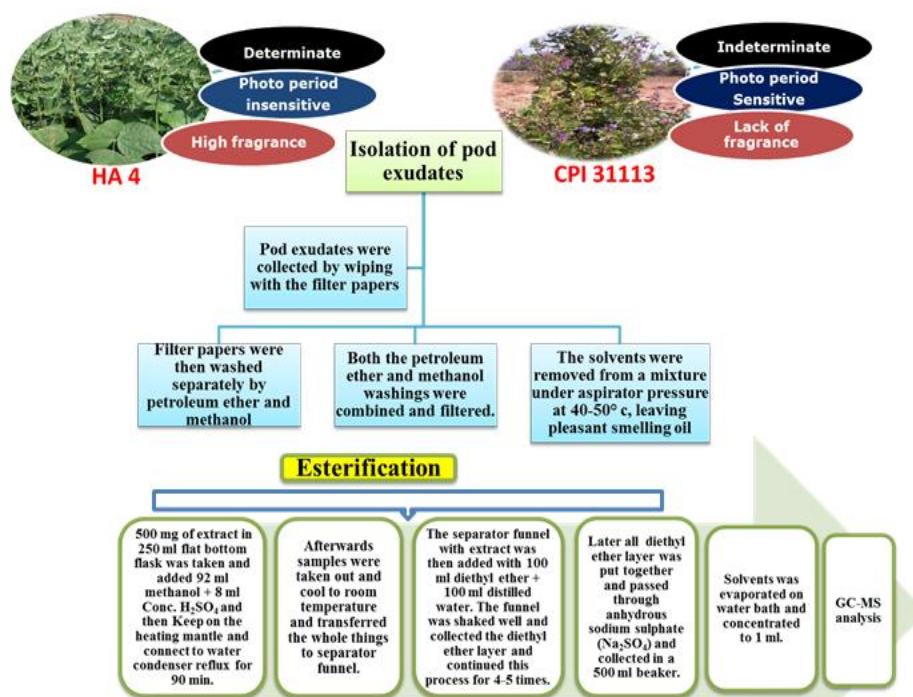 Determinate
Photo period
insensitive
High fragrance
HA 4
Indeterminate
Photo period
Sensitive
Lack of
fragrance
CPI 31113
Isolation of pod
exudates
Pod exudates were
collected by wiping
with the filter papers
Filter papers were
then washed
separately by
petroleum ether and
methanol
Both the petroleum
ether and methanol
washings were
combined and filtered.
The solvents were
removed from a mixture
under aspirator pressure
at 40-50° c, leaving
pleasant smelling oil
Esterification
500 mg of extract in
250 ml flat bottom
flask was taken and
added 92 ml
methanol + 8 ml
Conc. H₂SO₄ and
then Keep on the
heating mantle and
connect to water
condenser reflux for
90 min.
Afterwards
samples were
taken out and
cool to room
temperature and
transferred the
whole things to
separator
funnel.
The separator funnel
with extract was
then added with 100
ml diethyl ether +
100 ml distilled
water. The funnel
was shaked well and
collected the diethyl
ether layer and
continued this
process for 4-5 times.
Later all diethyl
ether layer was
put together
and passed
through
anhydrous
sodium sulphate
(Na₂SO₄) and
collected in a
500 ml beaker.
Solvents was
evaporated on
water bath and
concentrated
to 1 ml.
GC-MS
analysis